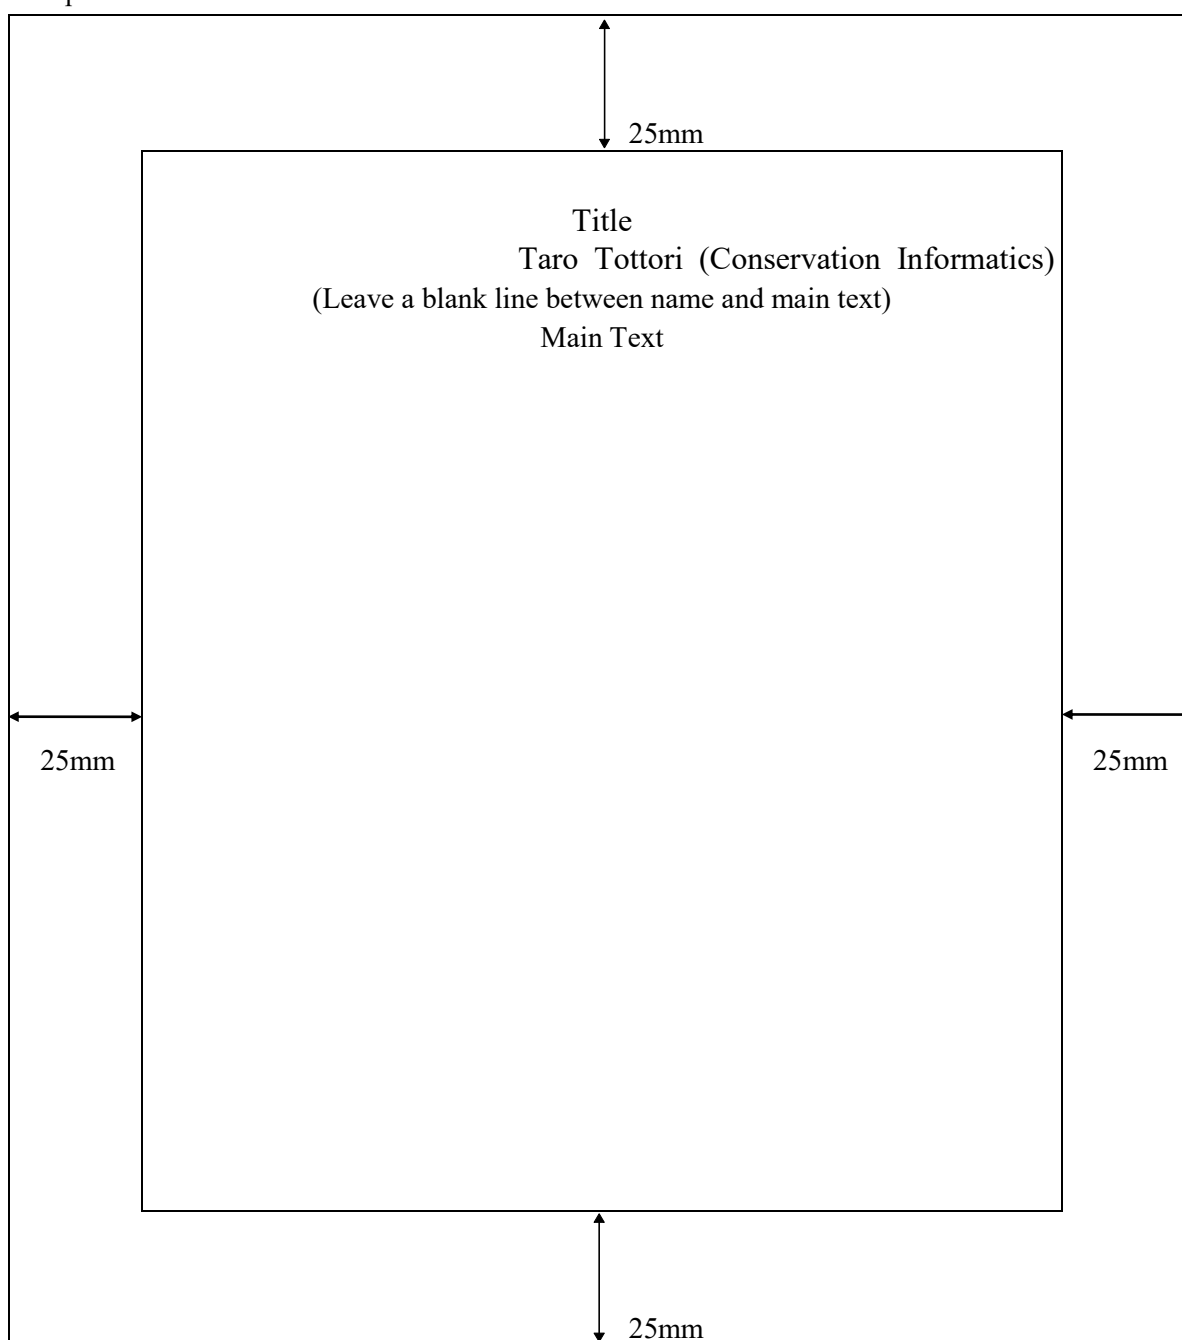 25mm
Title
Taro Tottori (Conservation Informatics)
(Leave a blank line between name and main text)
Main Text
25mm
25mm
25mm